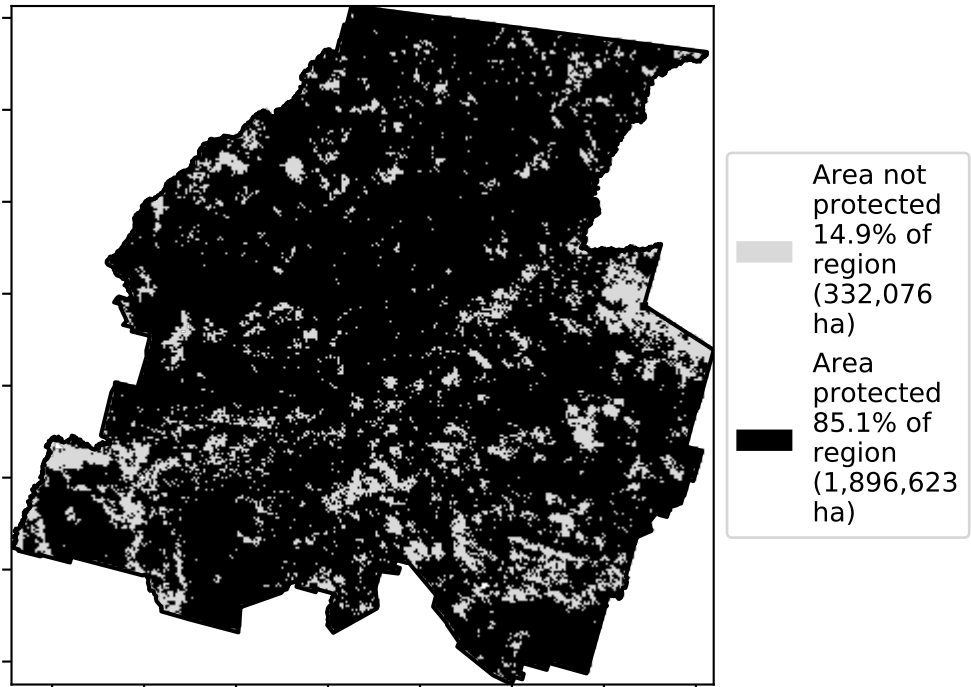 Area not
protected
14.9% of
region
(332,076
ha)
Area
protected
85.1% of
region
(1,896,623
ha)